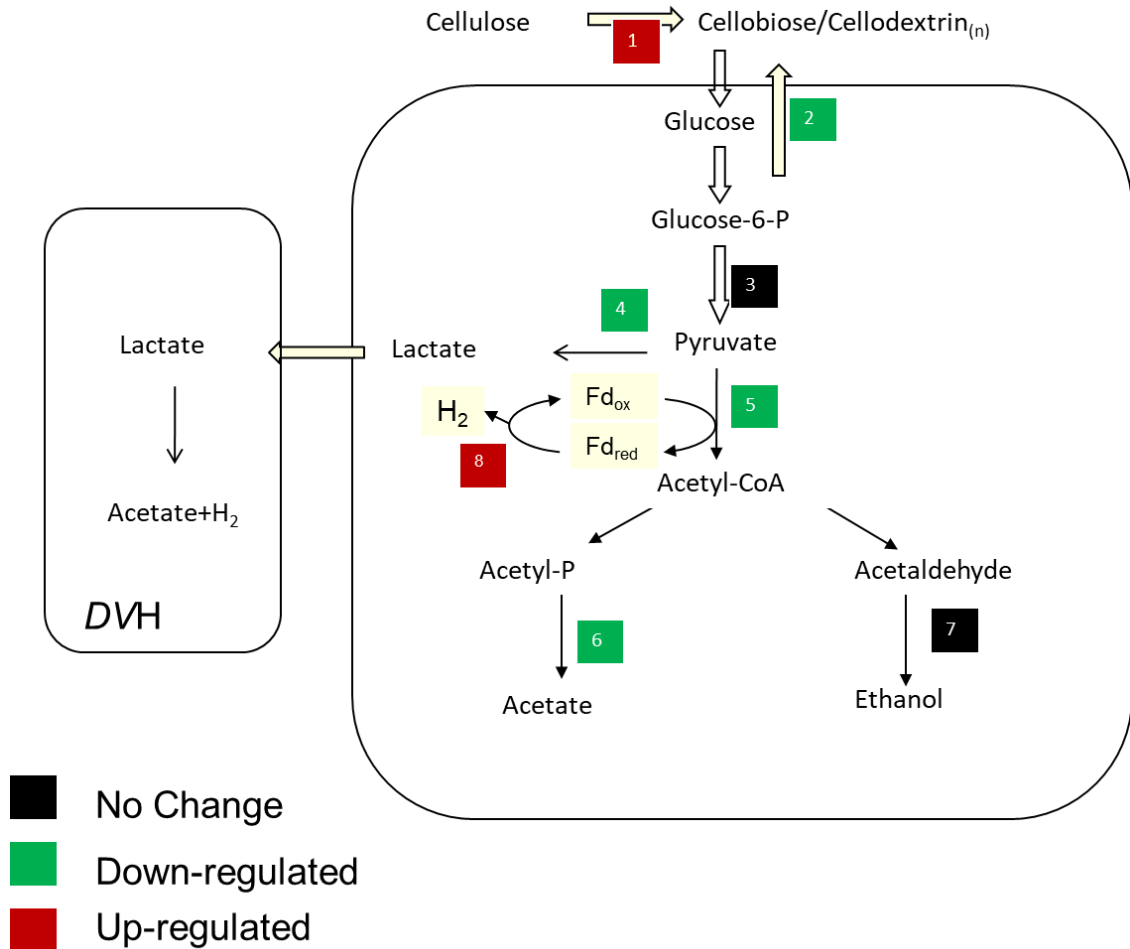 Cellulose
1
Cellobiose/Cellodextrin(n)
Glucose
2
Glucose-6-P
3
4
Lactate
Lactate
Pyruvate
H2
Fdox
5
Fdred
8
Acetyl-CoA
Acetate+H2
Acetyl-P
Acetaldehyde
DVH
6
7
Acetate
Ethanol
No Change
Down-regulated
Up-regulated